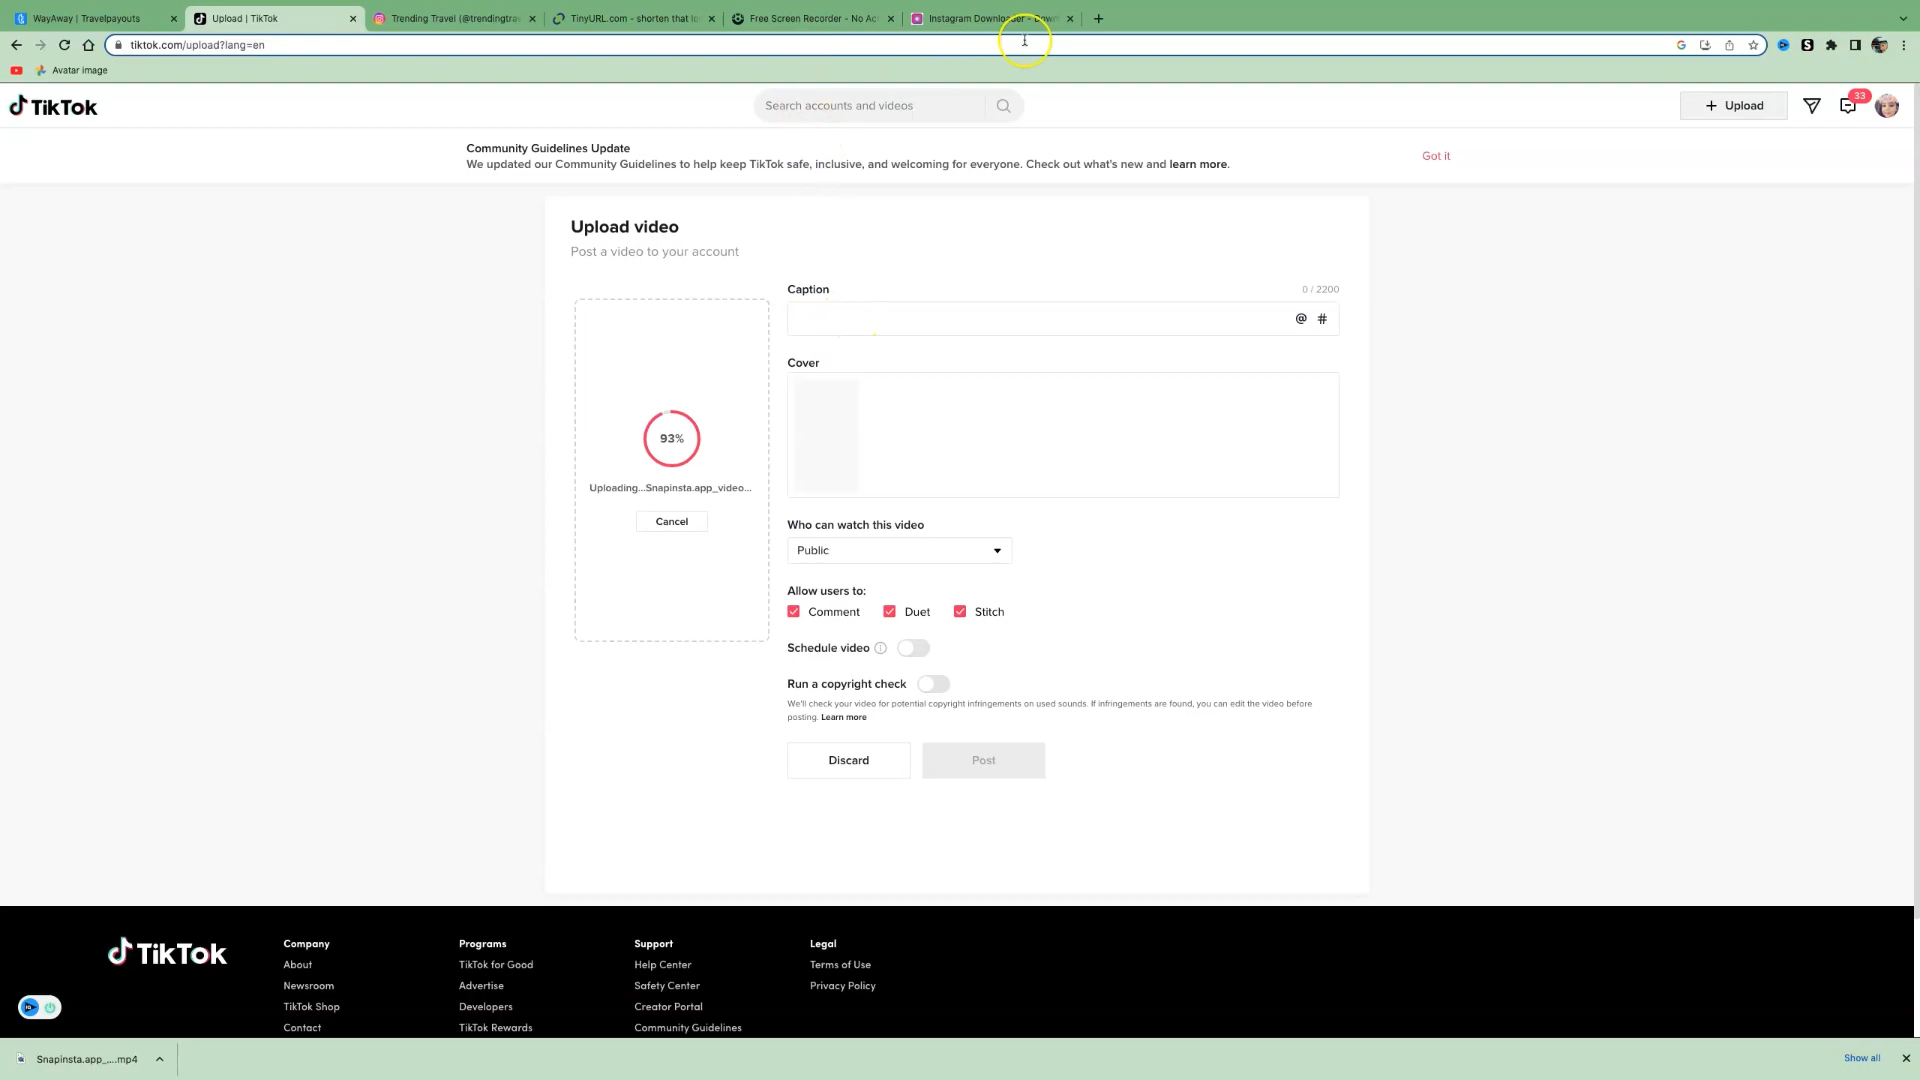 WayAway | Travelpayouts
Upload | TikTok
Trending Travel (@trendingtra
TinyURL.com - shorten that lo
Free Screen Recorder - No Ac
Instagram Downloader - Down
tiktok.com/upload?lang=en
Avatar image
TikTok
Search accounts and videos
Upload
33
Community Guidelines Update
We updated our Community Guidelines to help keep TikTok safe, inclusive, and welcoming for everyone. Check out what's new and learn more.
Got it
Upload video
Post a video to your account
Caption
0 / 2200
@ #
Cover
93%
Uploading...Snapinsta.app_video...
Cancel
Who can watch this video
Public
Allow users to:
Comment
Duet
Stitch
Schedule video
Run a copyright check
We'll check your video for potential copyright infringements on used sounds. If infringements are found, you can edit the video before
posting. Learn more
Discard
Post
TikTok
Company
About
Newsroom
TikTok Shop
Contact
Programs
TikTok for Good
Advertise
Developers
TikTok Rewards
Support
Help Center
Safety Center
Creator Portal
Community Guidelines
Legal
Terms of Use
Privacy Policy
Snapinsta.app_....mp4
Show all